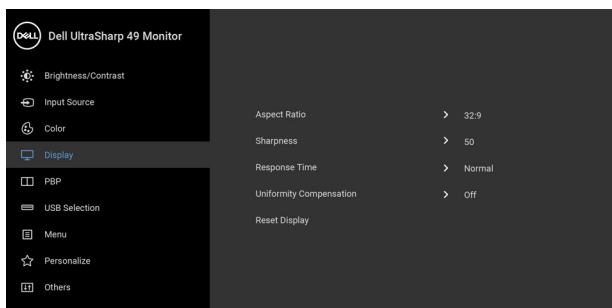 DELL Dell UltraSharp 49 Monitor
Brightness/Contrast
Input Source
Color
Display
PBP
USB Selection
Menu
Personalize
Others
Aspect Ratio > 32:9
Sharpness > 50
Response Time > Normal
Uniformity Compensation > Off
Reset Display